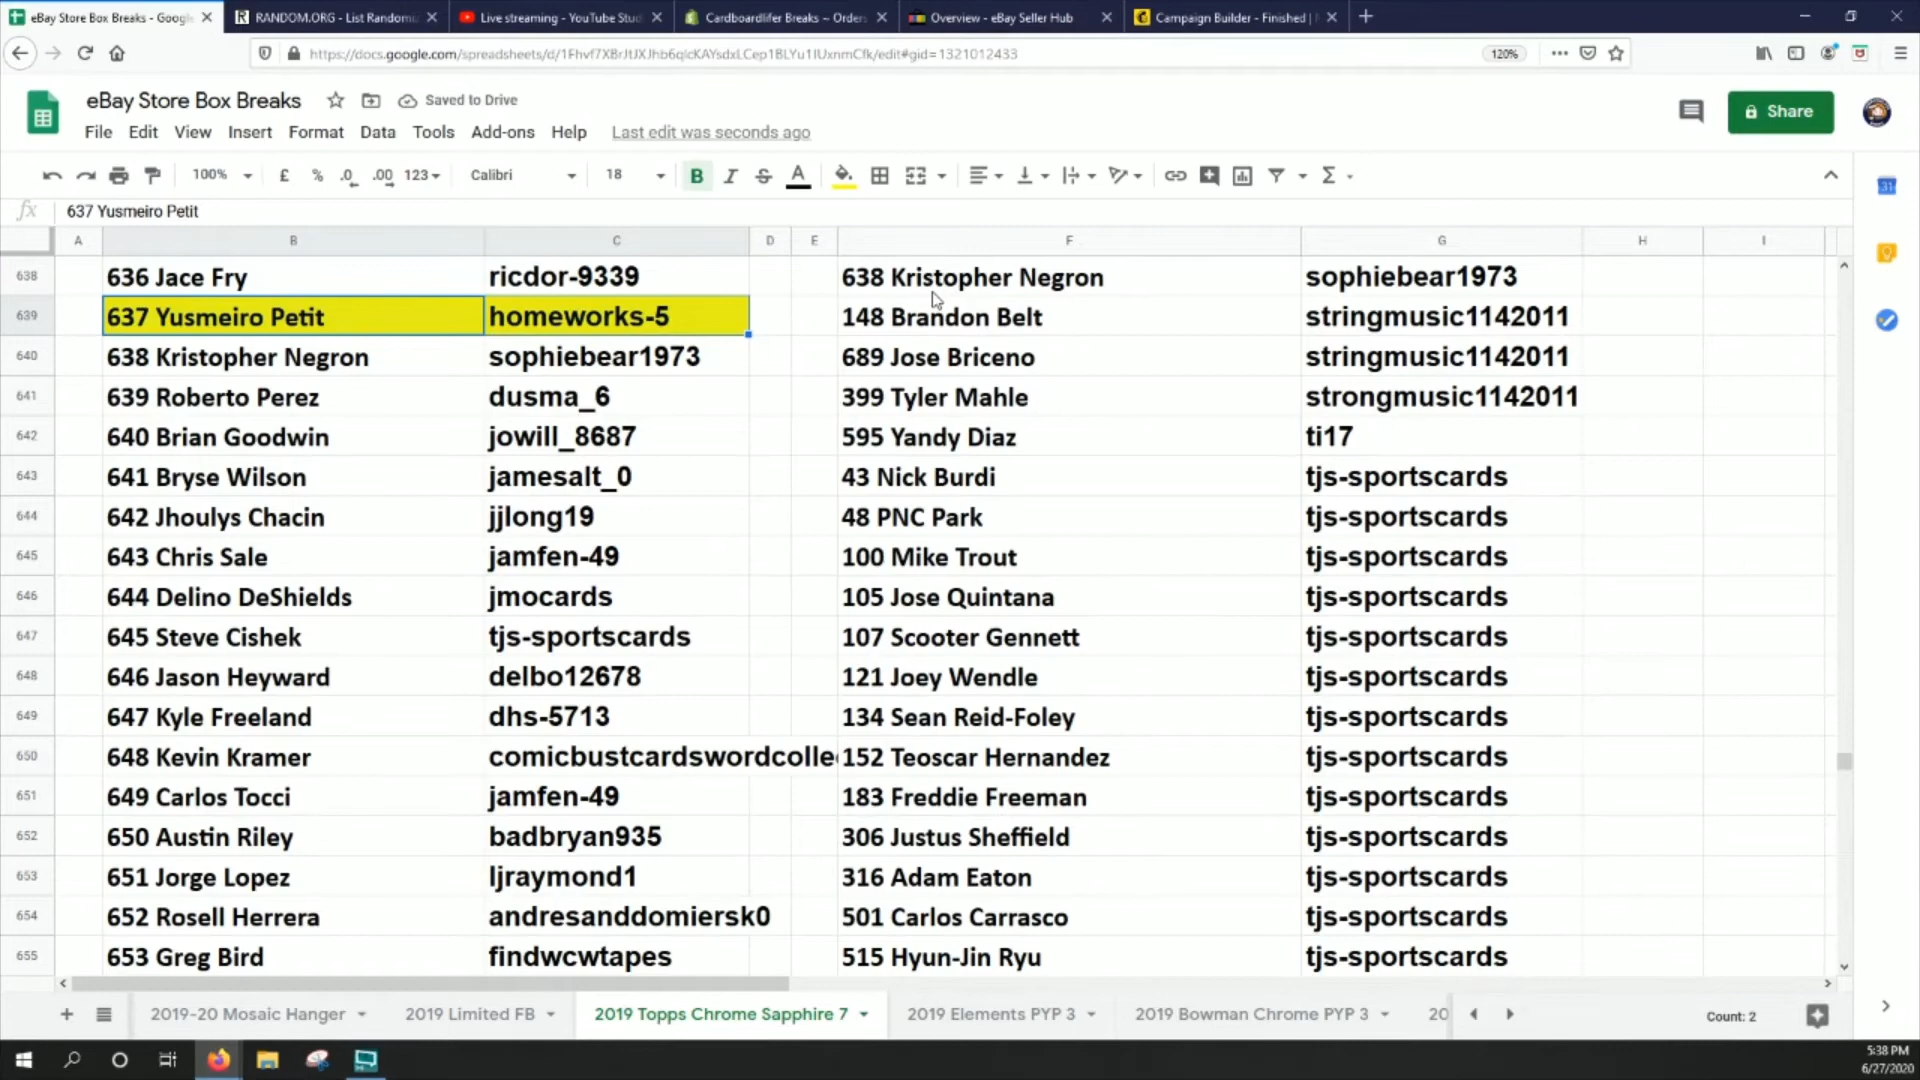 eBay Store Box Breaks - Google
RANDOM.ORG - List Randomiz
Live streaming - YouTube Stud
Cardboardlifer Breaks ~ Orders
Overview - eBay Seller Hub
Campaign Builder - Finished |
120%
eBay Store Box Breaks
Saved to Drive
Share
File Edit View Insert Format Data Tools Add-ons Help Last edit was seconds ago
100% £ % .0 .00 123 Calibri 18 B I S A
fx 637 Yusmeiro Petit
A B C D E F G H I
638 636 Jace Fry ricdor-9339 638 Kristopher Negron sophiebear1973
639 637 Yusmeiro Petit homeworks-5 148 Brandon Belt stringmusic1142011
640 638 Kristopher Negron sophiebear1973 689 Jose Briceno stringmusic1142011
641 639 Roberto Perez dusma_6 399 Tyler Mahle strongmusic1142011
642 640 Brian Goodwin jowill_8687 595 Yandy Diaz ti17
643 641 Bryse Wilson jamesalt_0 43 Nick Burdi tjs-sportscards
644 642 Jhoulys Chacin jjlong19 48 PNC Park tjs-sportscards
645 643 Chris Sale jamfen-49 100 Mike Trout tjs-sportscards
646 644 Delino DeShields jmocards 105 Jose Quintana tjs-sportscards
647 645 Steve Cishek tjs-sportscards 107 Scooter Gennett tjs-sportscards
648 646 Jason Heyward delbo12678 121 Joey Wendle tjs-sportscards
649 647 Kyle Freeland dhs-5713 134 Sean Reid-Foley tjs-sportscards
650 648 Kevin Kramer comicbustcardswordcolle 152 Teoscar Hernandez tjs-sportscards
651 649 Carlos Tocci jamfen-49 183 Freddie Freeman tjs-sportscards
652 650 Austin Riley badbryan935 306 Justus Sheffield tjs-sportscards
653 651 Jorge Lopez ljraymond1 316 Adam Eaton tjs-sportscards
654 652 Rosell Herrera andresanddomiersk0 501 Carlos Carrasco tjs-sportscards
655 653 Greg Bird findwcwtapes 515 Hyun-Jin Ryu tjs-sportscards
2019-20 Mosaic Hanger 2019 Limited FB 2019 Topps Chrome Sapphire 7 2019 Elements PYP 3 2019 Bowman Chrome PYP 3 20 Count: 2
5:38 PM
6/27/2020